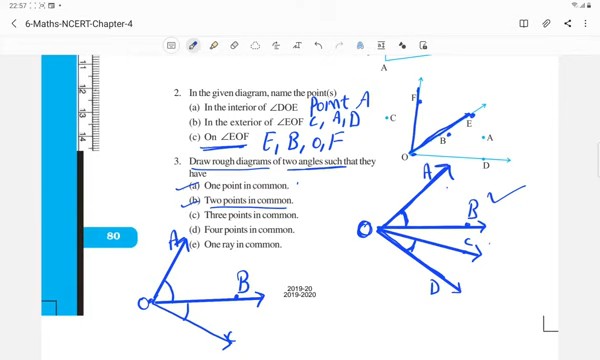 22:57
6-Maths-NCERT-Chapter-4
11
12
13
14
A
2. In the given diagram, name the point(s)
(a) In the interior of ∠DOE Point A
(b) In the exterior of ∠EOF C, A, D
(c) On ∠EOF E, B, O, F
F
C
E
B
A
O
D
3. Draw rough diagrams of two angles such that they
have
(a) One point in common.
(b) Two points in common.
(c) Three points in common.
(d) Four points in common.
(e) One ray in common.
80
2019-20
2019-2020
A
B
O
C
D
A
B
O